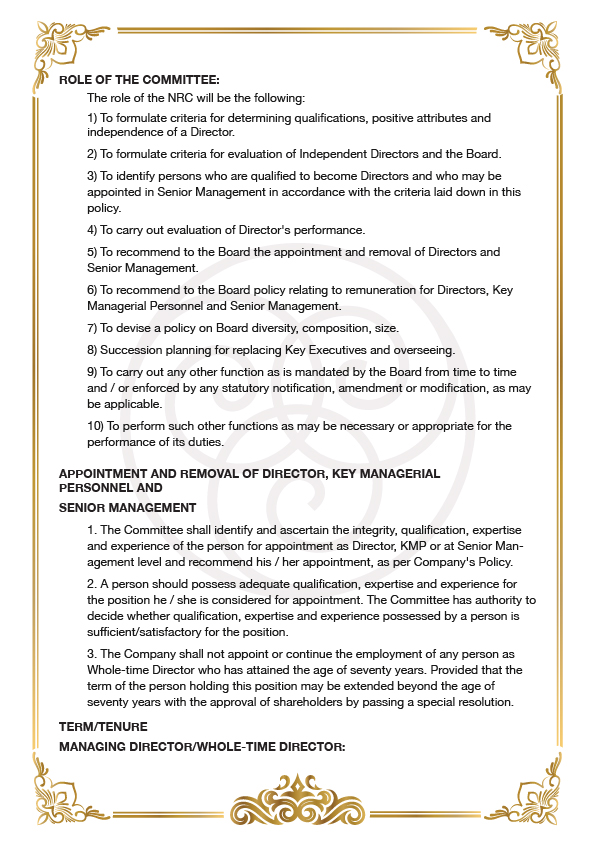 ROLE OF THE COMMITTEE:
The role of the NRC will be the following:
1) To formulate criteria for determining qualifications, positive attributes and
independence of a Director.
2) To formulate criteria for evaluation of Independent Directors and the Board.
3) To identify persons who are qualified to become Directors and who may be
appointed in Senior Management in accordance with the criteria laid down in this
policy.
4) To carry out evaluation of Director's performance.
5) To recommend to the Board the appointment and removal of Directors and
Senior Management.
6) To recommend to the Board policy relating to remuneration for Directors, Key
Managerial Personnel and Senior Management.
7) To devise a policy on Board diversity, composition, size.
8) Succession planning for replacing Key Executives and overseeing.
9) To carry out any other function as is mandated by the Board from time to time
and / or enforced by any statutory notification, amendment or modification, as may
be applicable.
10) To perform such other functions as may be necessary or appropriate for the
performance of its duties.
APPOINTMENT AND REMOVAL OF DIRECTOR, KEY MANAGERIAL
PERSONNEL AND
SENIOR MANAGEMENT
1. The Committee shall identify and ascertain the integrity, qualification, expertise
and experience of the person for appointment as Director, KMP or at Senior Man-
agement level and recommend his / her appointment, as per Company's Policy.
2. A person should possess adequate qualification, expertise and experience for
the position he / she is considered for appointment. The Committee has authority to
decide whether qualification, expertise and experience possessed by a person is
sufficient/satisfactory for the position.
3. The Company shall not appoint or continue the employment of any person as
Whole-time Director who has attained the age of seventy years. Provided that the
term of the person holding this position may be extended beyond the age of
seventy years with the approval of shareholders by passing a special resolution.
TERM/TENURE
MANAGING DIRECTOR/WHOLE-TIME DIRECTOR: